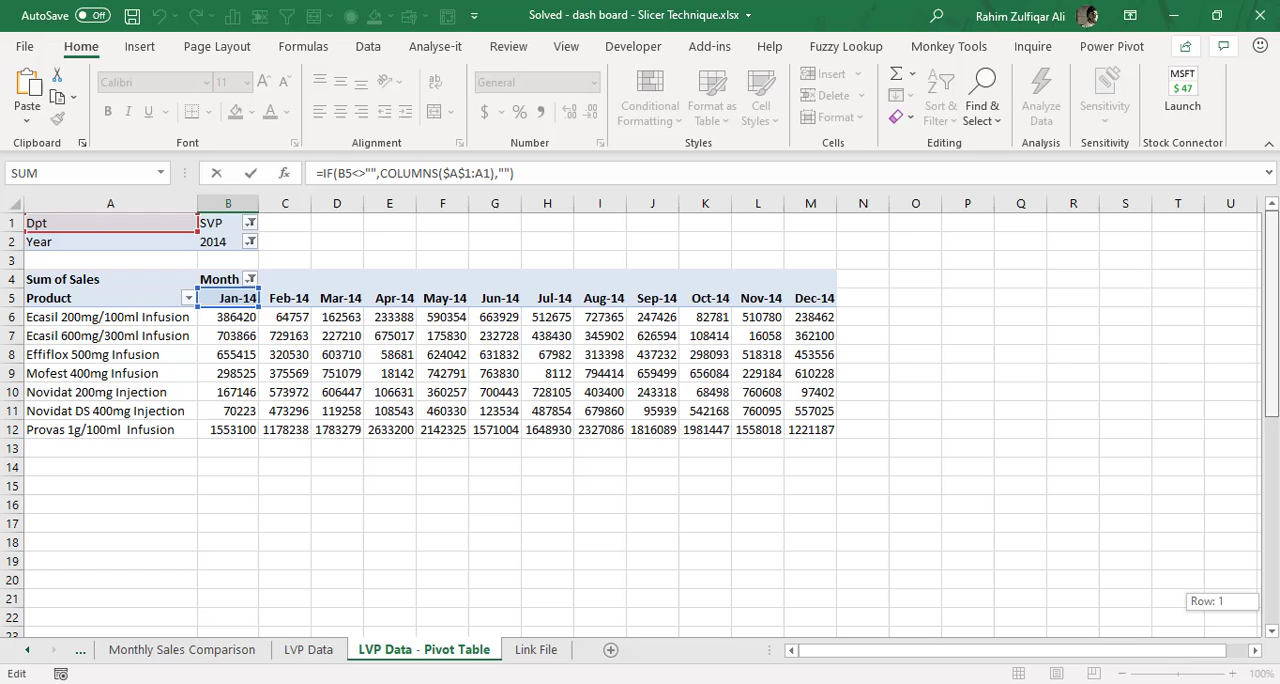 AutoSave Off Solved - dash board - Slicer Technique.xlsx Rahim Zulfiqar Ali
File Home Insert Page Layout Formulas Data Analyse-it Review View Developer Add-ins Help Fuzzy Lookup Monkey Tools Inquire Power Pivot
Paste Calibri 11 General Conditional Formatting Format as Table Cell Styles Insert Delete Format Sort & Filter Find & Select Analyze Data Sensitivity MSFT $ 47 Launch
Clipboard Font Alignment Number Styles Cells Editing Analysis Sensitivity Stock Connector
SUM =IF(B5<>"",COLUMNS($A$1:A1),"")
A B C D E F G H I J K L M N O P Q R S T U
1 Dpt SVP
2 Year 2014
3
4 Sum of Sales Month
5 Product Jan-14 Feb-14 Mar-14 Apr-14 May-14 Jun-14 Jul-14 Aug-14 Sep-14 Oct-14 Nov-14 Dec-14
6 Ecasil 200mg/100ml Infusion 386420 64757 162563 233388 590354 663929 512675 727365 247426 82781 510780 238462
7 Ecasil 600mg/300ml Infusion 703866 729163 227210 675017 175830 232728 438430 345902 626594 108414 16058 362100
8 Effiflox 500mg Infusion 655415 320530 603710 58681 624042 631832 67982 313398 437232 298093 518318 453556
9 Mofest 400mg Infusion 298525 375569 751079 18142 742791 763830 8112 794414 659499 656084 229184 610228
10 Novidat 200mg Injection 167146 573972 606447 106631 360257 700443 728105 403400 243318 68498 760608 97402
11 Novidat DS 400mg Injection 70223 473296 119258 108543 460330 123534 487854 679860 95939 542168 760095 557025
12 Provas 1g/100ml Infusion 1553100 1178238 1783279 2633200 2142325 1571004 1648930 2327086 1816089 1981447 1558018 1221187
13
14
15
16
17
18
19
20
21
22
23
Row: 1
... Monthly Sales Comparison LVP Data LVP Data - Pivot Table Link File
Edit 100%